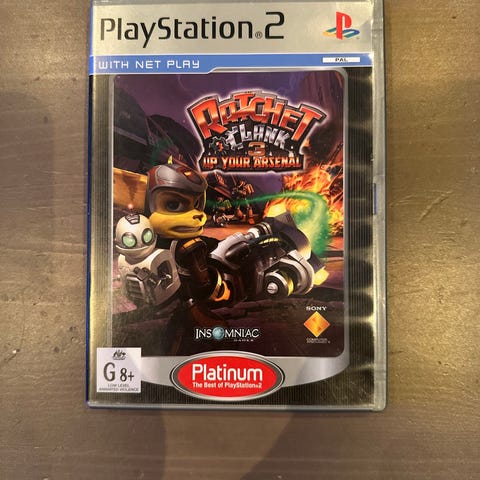 PlayStation®2
WITH NET PLAY
PAL
RATCHET
CLANK
3
UP YOUR ARSENAL
INSOMNIAC
GAMES
SONY
COMPUTER
G 8+
LOW LEVEL
ANIMATED VIOLENCE
Platinum
The Best of PlayStation®2